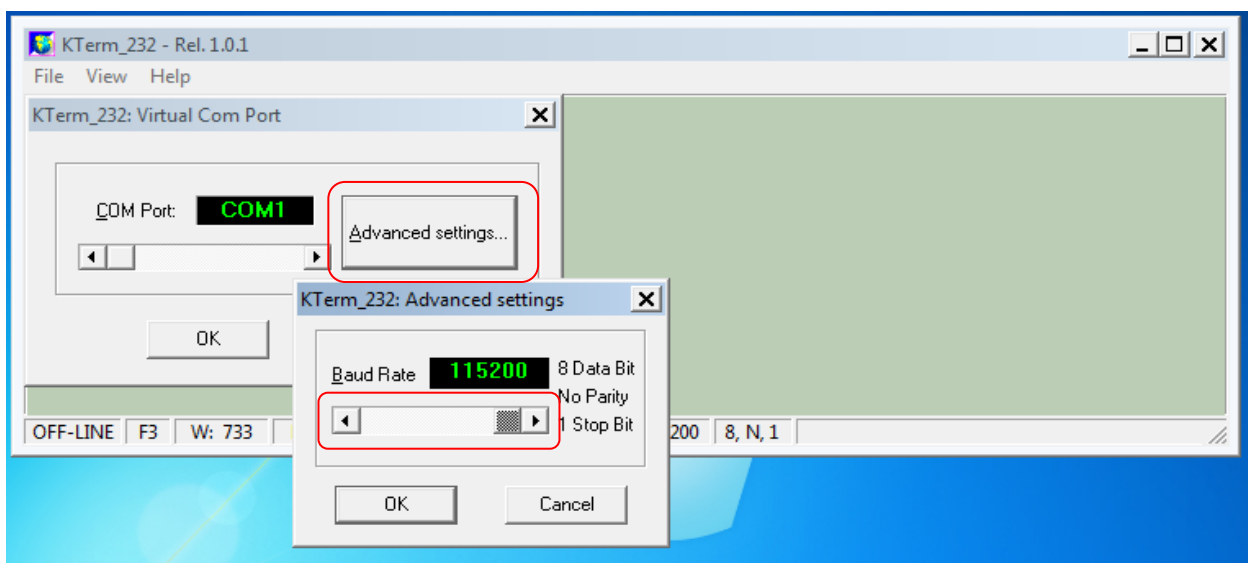 KTerm_232 - Rel. 1.0.1
File View Help
KTerm_232: Virtual Com Port
COM Port: COM1
Advanced settings...
OK
KTerm_232: Advanced settings
Baud Rate 115200
8 Data Bit
No Parity
1 Stop Bit
OK Cancel
OFF-LINE F3 W: 733 200 8, N, 1